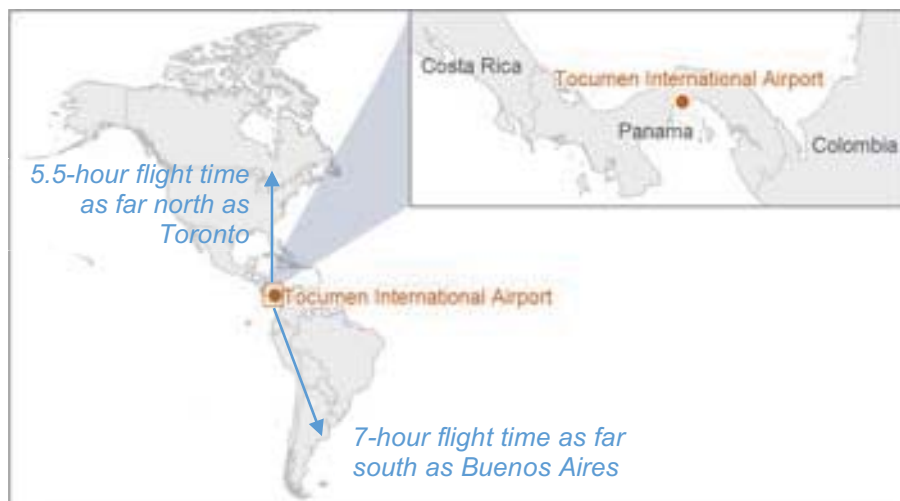 Costa Rica
Tocumen International Airport
Panama
Colombia
5.5-hour flight time
as far north as
Toronto
Tocumen International Airport
7-hour flight time as far
south as Buenos Aires